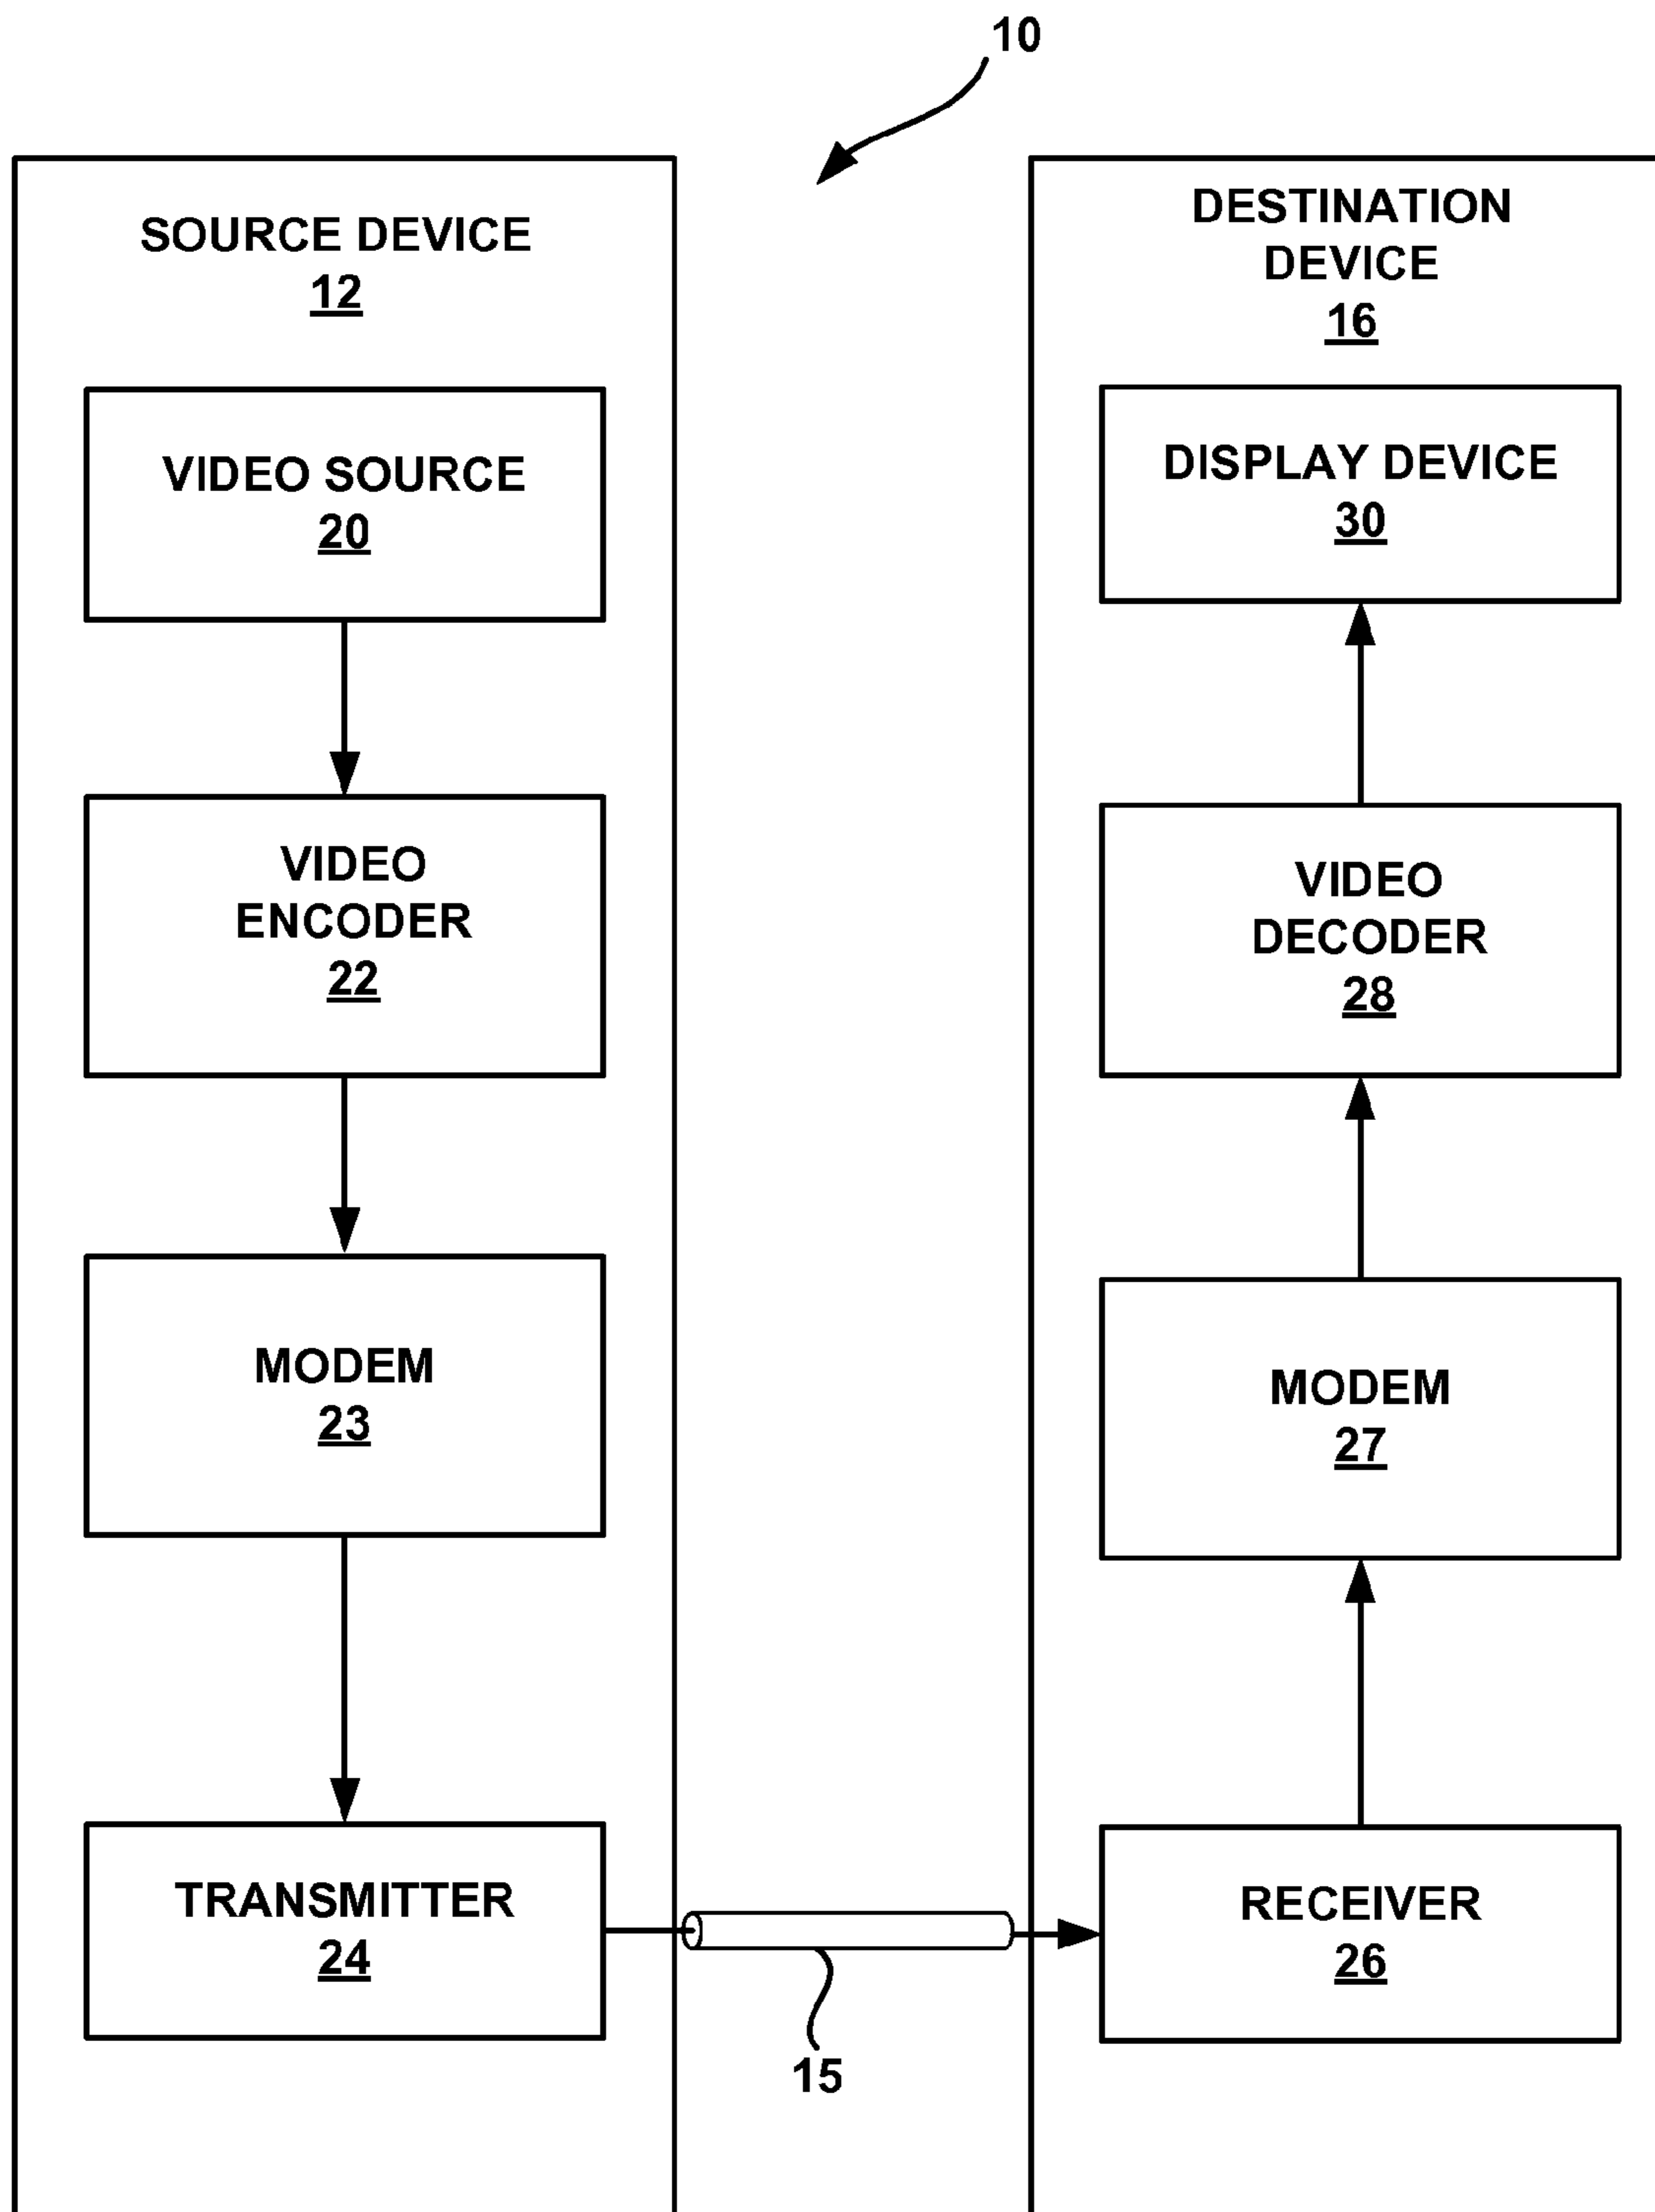 10
SOURCE DEVICE
12
VIDEO SOURCE
20
VIDEO
ENCODER
22
MODEM
23
TRANSMITTER
24
15
DESTINATION
DEVICE
16
DISPLAY DEVICE
30
VIDEO
DECODER
28
MODEM
27
RECEIVER
26